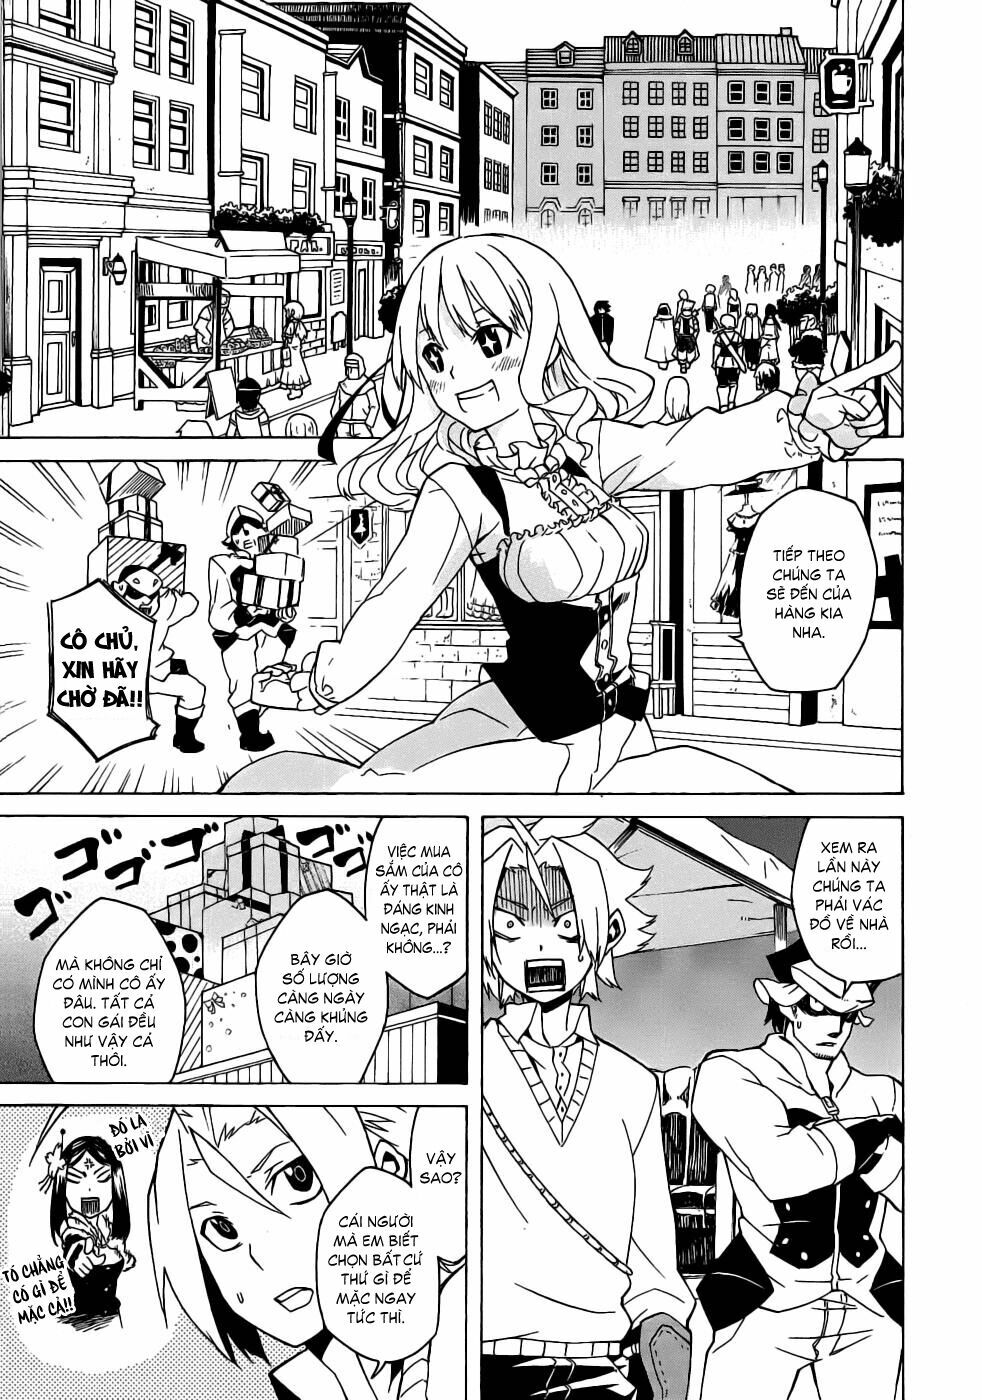 TIẾP THEO
CHÚNG TA
SẼ ĐẾN CỬA
HÀNG KIA
NHA.
CÔ CHỦ,
XIN HÃY
CHỜ ĐÃ!!
XEM RA
LẦN NÀY
CHÚNG TA
PHẢI VÁC
ĐỒ VỀ NHÀ
RỒI...
VIỆC MUA
SẮM CỦA CÔ
ẤY THẬT LÀ
ĐÁNG KINH
NGẠC, PHẢI
KHÔNG...?
BÂY GIỜ
SỐ LƯỢNG
CÀNG NGÀY
CÀNG KHỦNG
ĐẤY.
ゴゴゴゴ
MÀ KHÔNG CHỈ
CÓ MÌNH CÔ ẤY
ĐÂU. TẤT CẢ
CON GÁI ĐỀU
NHƯ VẬY CẢ
THÔI.
VẬY
SAO?
CÁI NGƯỜI
MÀ EM BIẾT
CHỌN BẤT CỨ
THỨ GÌ ĐỂ
MẶC NGAY
TỨC THÌ.
ĐÓ LÀ
BỞI VÌ
TỚ CHẲNG
CÓ GÌ ĐỂ
MẶC CẢ!!